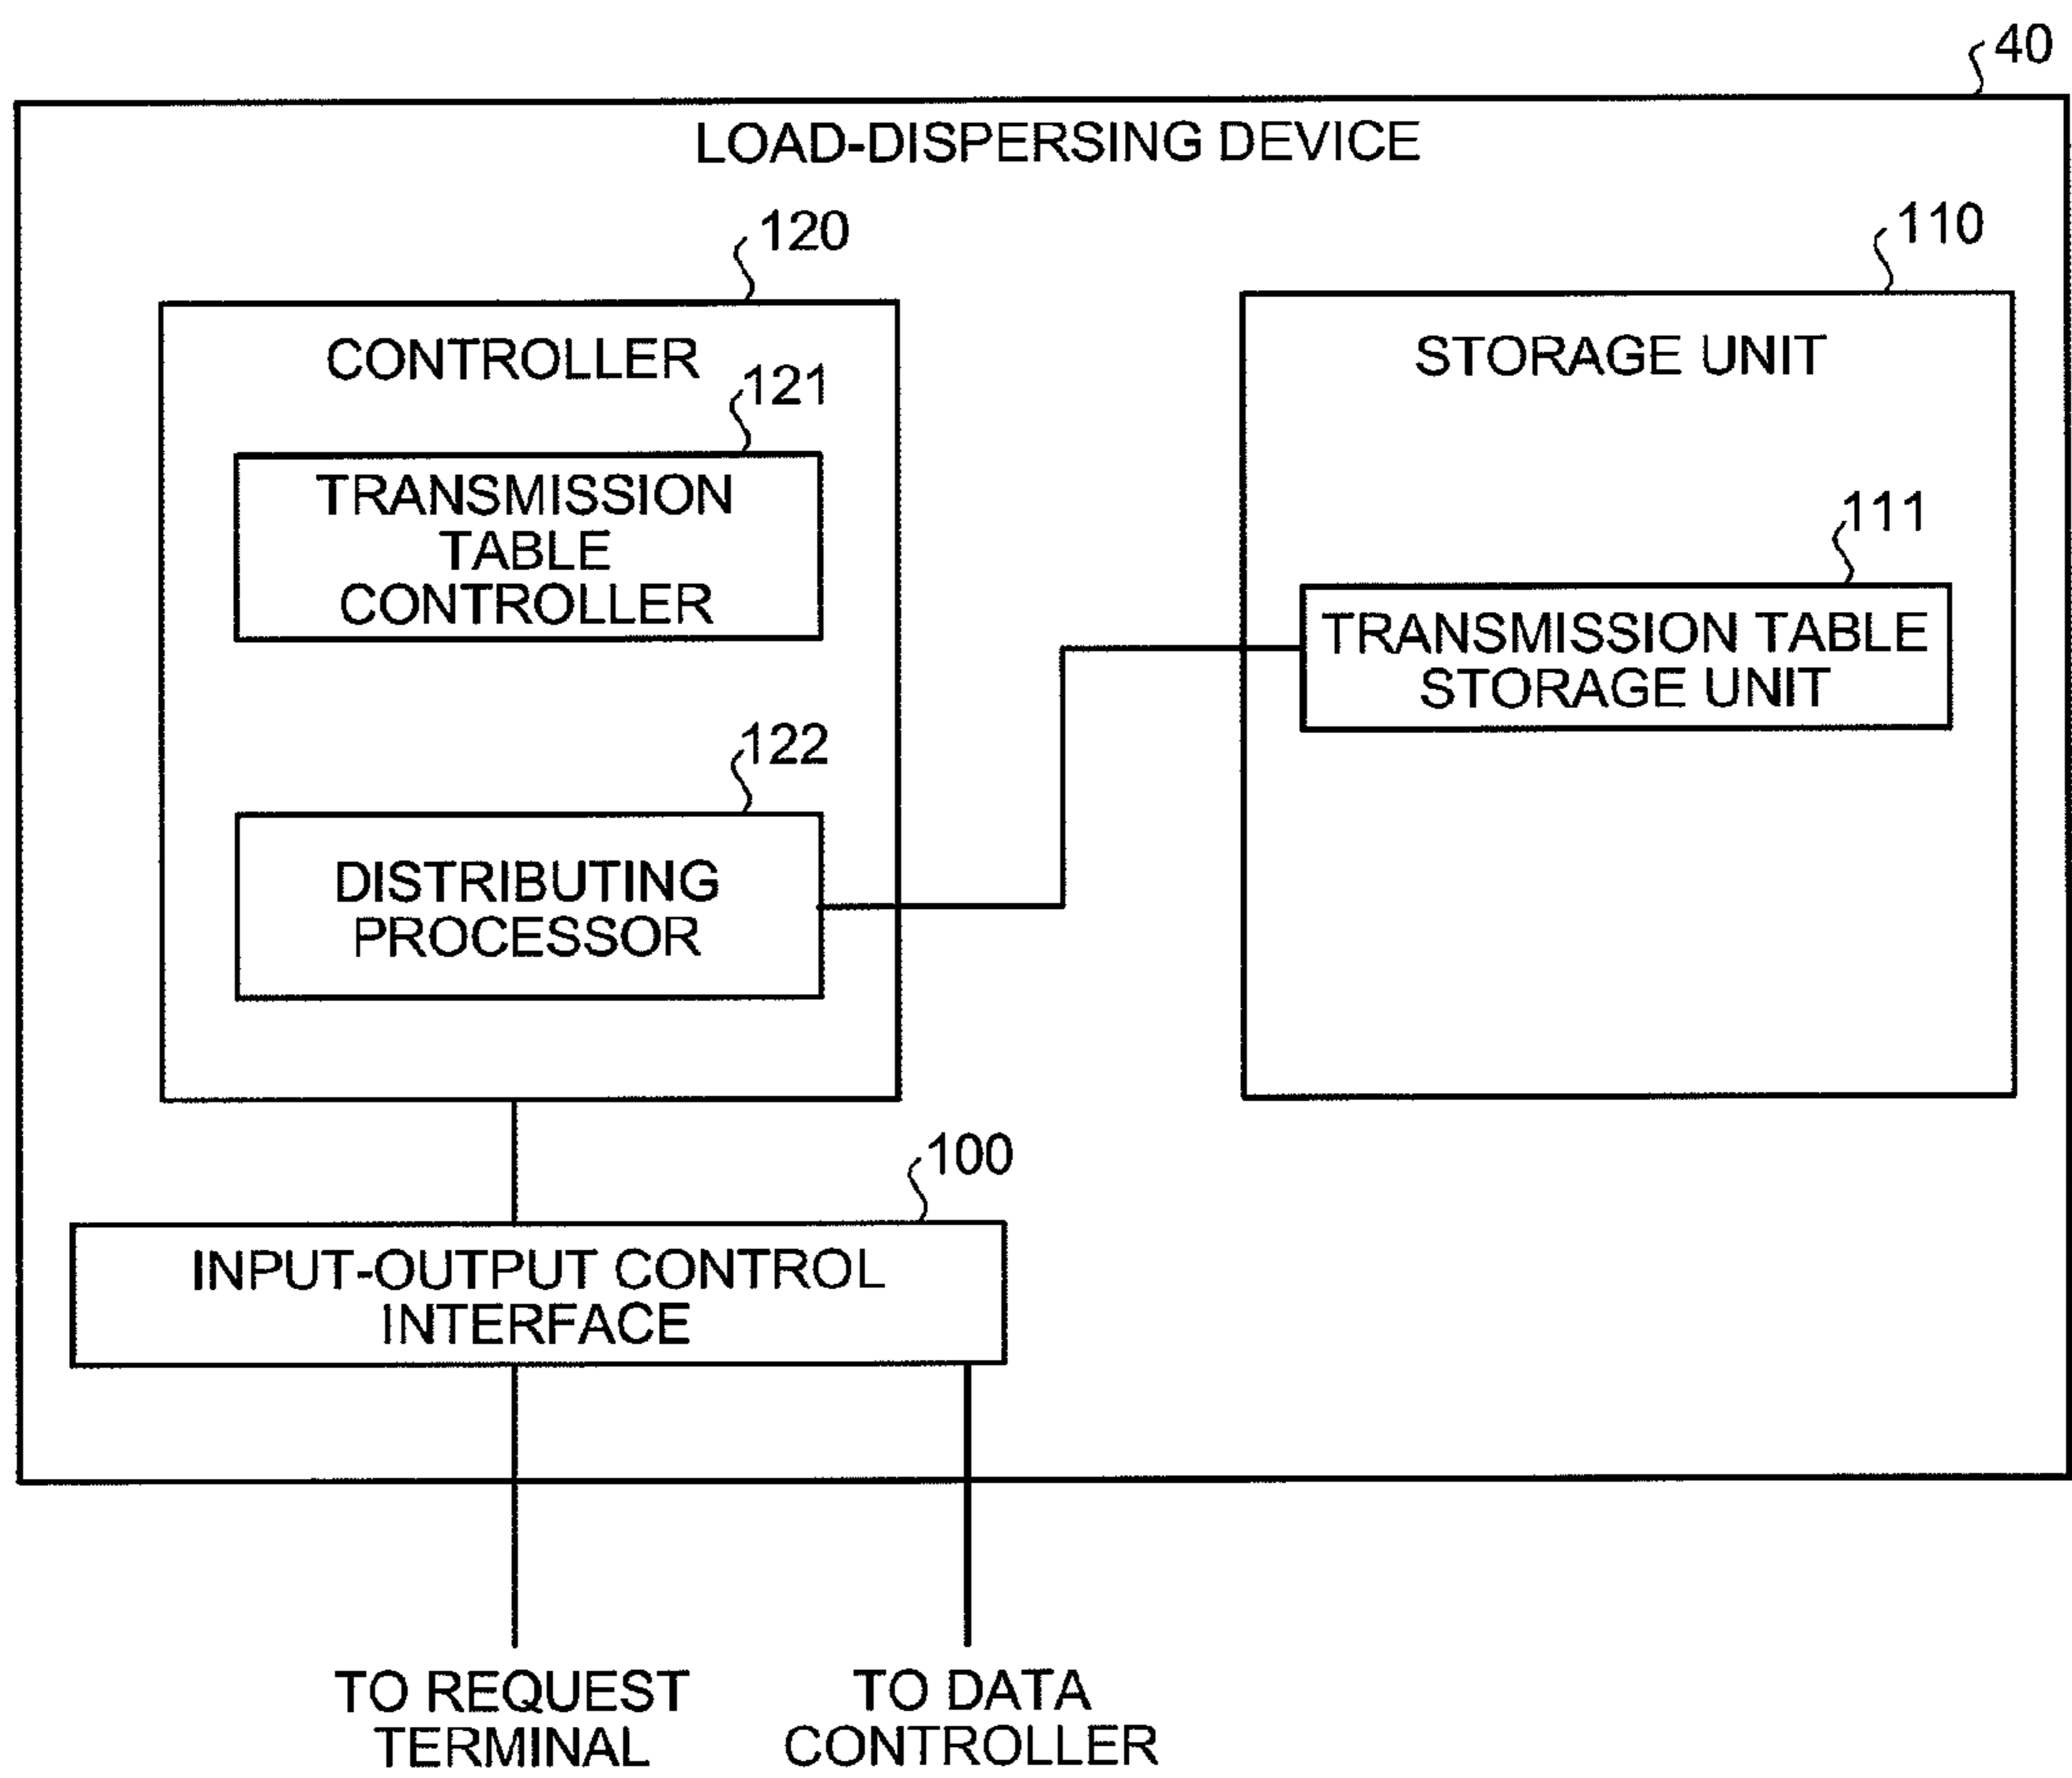 40
LOAD-DISPERSING DEVICE
120
110
CONTROLLER
STORAGE UNIT
121
TRANSMISSION
TABLE
CONTROLLER
111
TRANSMISSION TABLE
STORAGE UNIT
122
DISTRIBUTING
PROCESSOR
100
INPUT-OUTPUT CONTROL
INTERFACE
TO REQUEST
TERMINAL
TO DATA
CONTROLLER